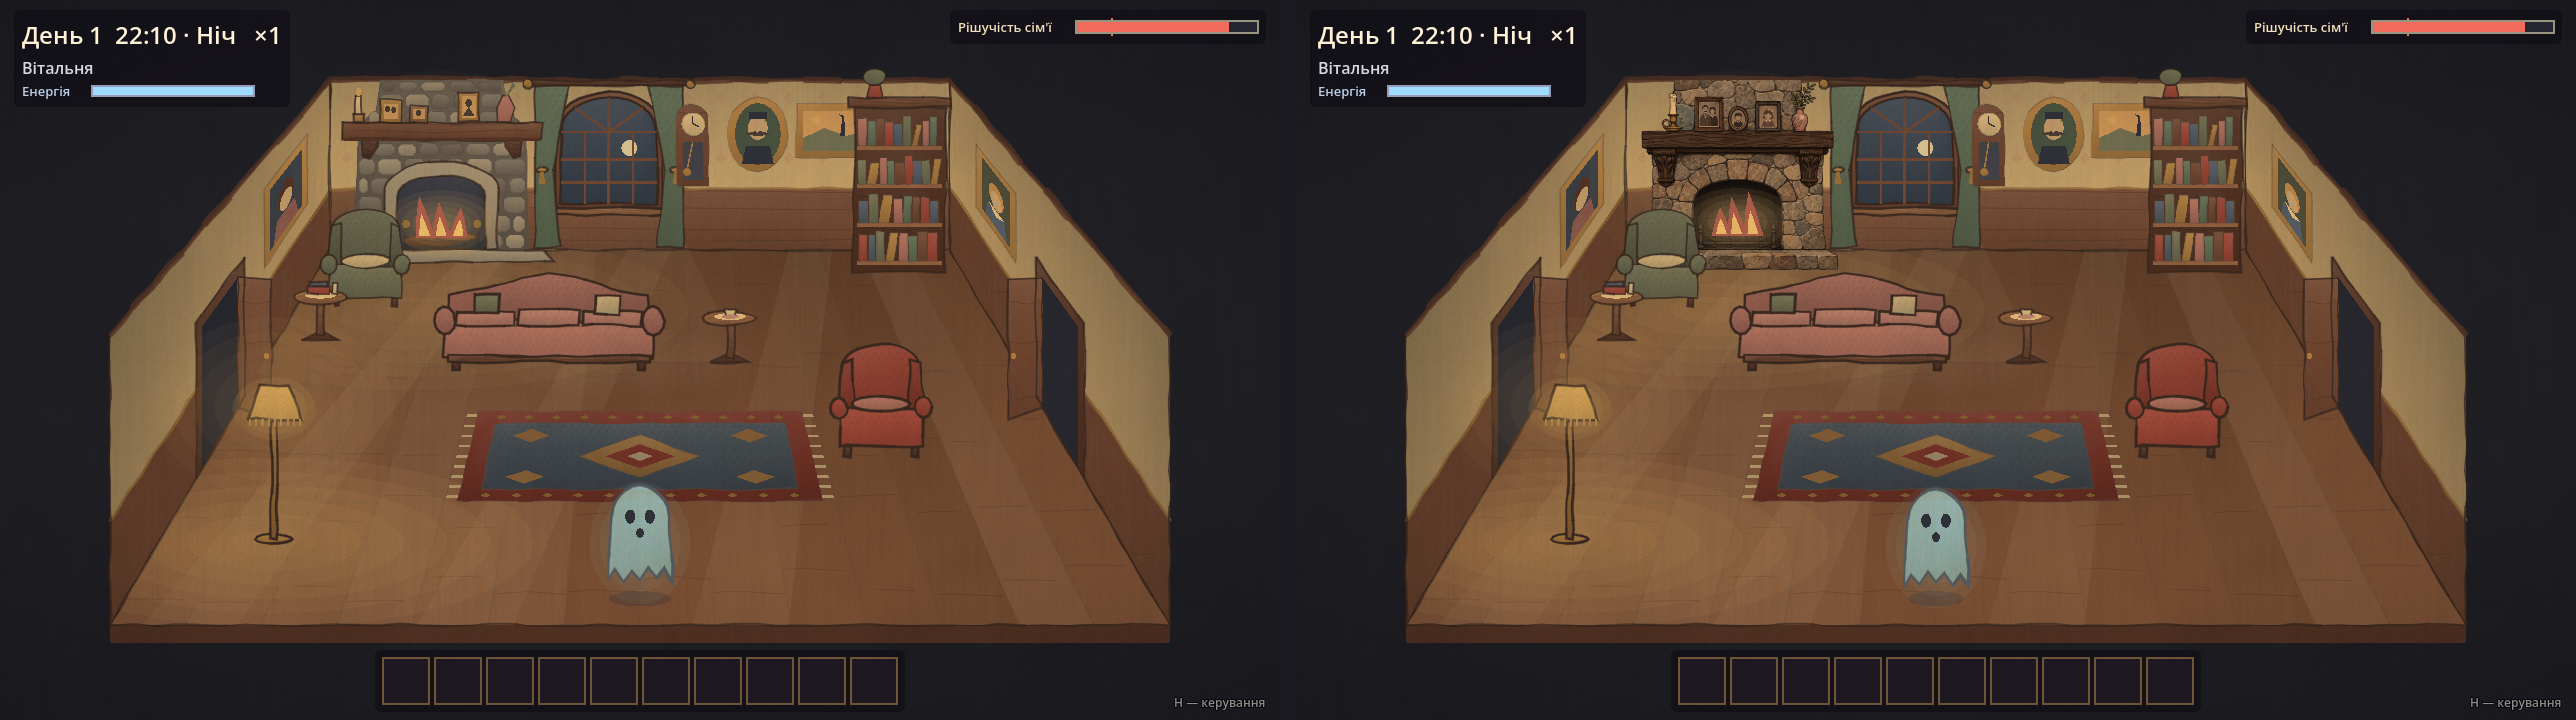 День 1 22:10 · Ніч ×1
Вітальня
Енергія
Рішучість сім'ї
H — керування
День 1 22:10 · Ніч ×1
Вітальня
Енергія
Рішучість сім'ї
H — керування